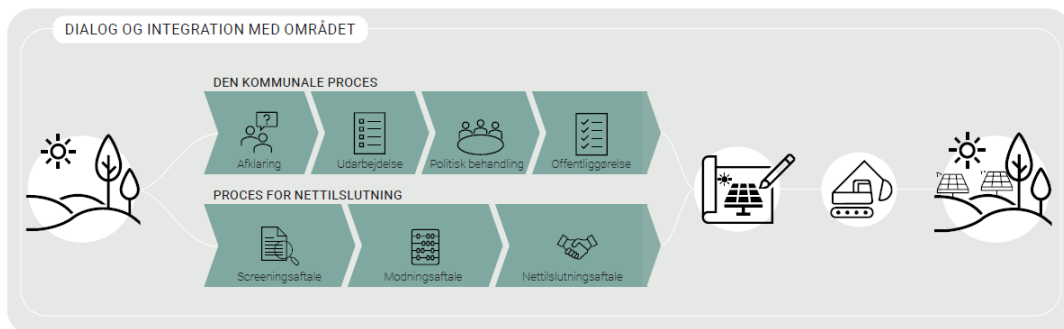 DIALOG OG INTEGRATION MED OMRÅDET
DEN KOMMUNALE PROCES
Afklaring
Udarbejdelse
Politisk behandling
Offentliggørelse
PROCES FOR NETTILSLUTNING
Screeningsaftale
Modningsaftale
Nettilslutningsaftale